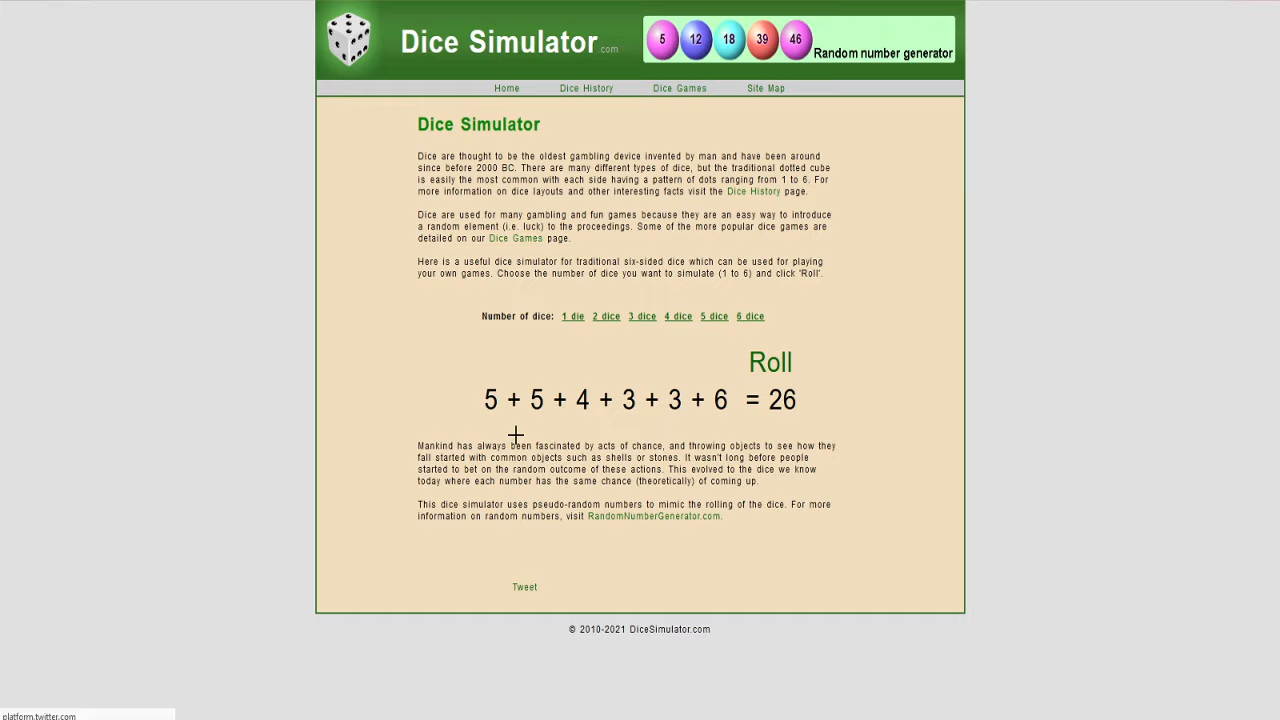 Dice Simulator.com
5 12 18 39 46 Random number generator
Home Dice History Dice Games Site Map
Dice Simulator
Dice are thought to be the oldest gambling device invented by man and have been around
since before 2000 BC. There are many different types of dice, but the traditional dotted cube
is easily the most common with each side having a pattern of dots ranging from 1 to 6. For
more information on dice layouts and other interesting facts visit the Dice History page.
Dice are used for many gambling and fun games because they are an easy way to introduce
a random element (i.e. luck) to the proceedings. Some of the more popular dice games are
detailed on our Dice Games page.
Here is a useful dice simulator for traditional six-sided dice which can be used for playing
your own games. Choose the number of dice you want to simulate (1 to 6) and click 'Roll'.
Number of dice: 1 die 2 dice 3 dice 4 dice 5 dice 6 dice
Roll
5 + 5 + 4 + 3 + 3 + 6 = 26
Mankind has always been fascinated by acts of chance, and throwing objects to see how they
fall started with common objects such as shells or stones. It wasn't long before people
started to bet on the random outcome of these actions. This evolved to the dice we know
today where each number has the same chance (theoretically) of coming up.
This dice simulator uses pseudo-random numbers to mimic the rolling of the dice. For more
information on random numbers, visit RandomNumberGenerator.com.
Tweet
© 2010-2021 DiceSimulator.com
platform.twitter.com